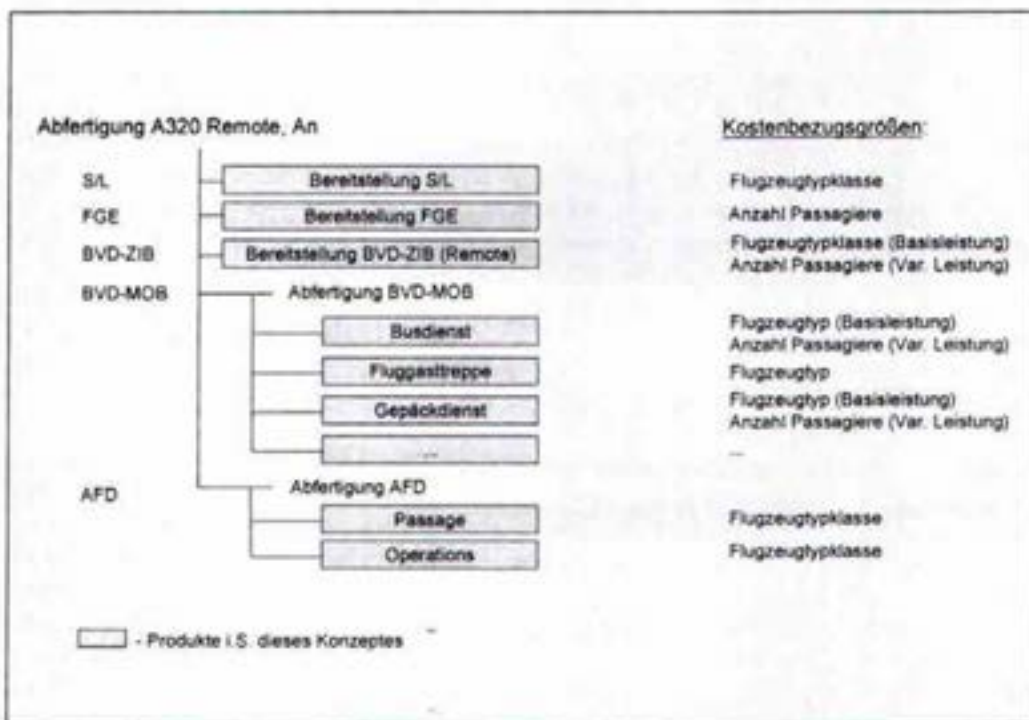 Abfertigung A320 Remote, An
Kostenbezugsgrößen:
S/L
Bereitstellung S/L
Flugzeugtypklasse
FGE
Bereitstellung FGE
Anzahl Passagiere
BVD-ZIB
Bereitstellung BVD-ZIB (Remote)
Flugzeugtypklasse (Basisleistung)
Anzahl Passagiere (Var. Leistung)
BVD-MOB
Abfertigung BVD-MOB
Busdienst
Flugzeugtyp (Basisleistung)
Anzahl Passagiere (Var. Leistung)
Fluggasttreppe
Flugzeugtyp
Gepäckdienst
Flugzeugtyp (Basisleistung)
Anzahl Passagiere (Var. Leistung)
...
...
AFD
Abfertigung AFD
Passage
Flugzeugtypklasse
Operations
Flugzeugtypklasse
- Produkte i.S. dieses Konzeptes